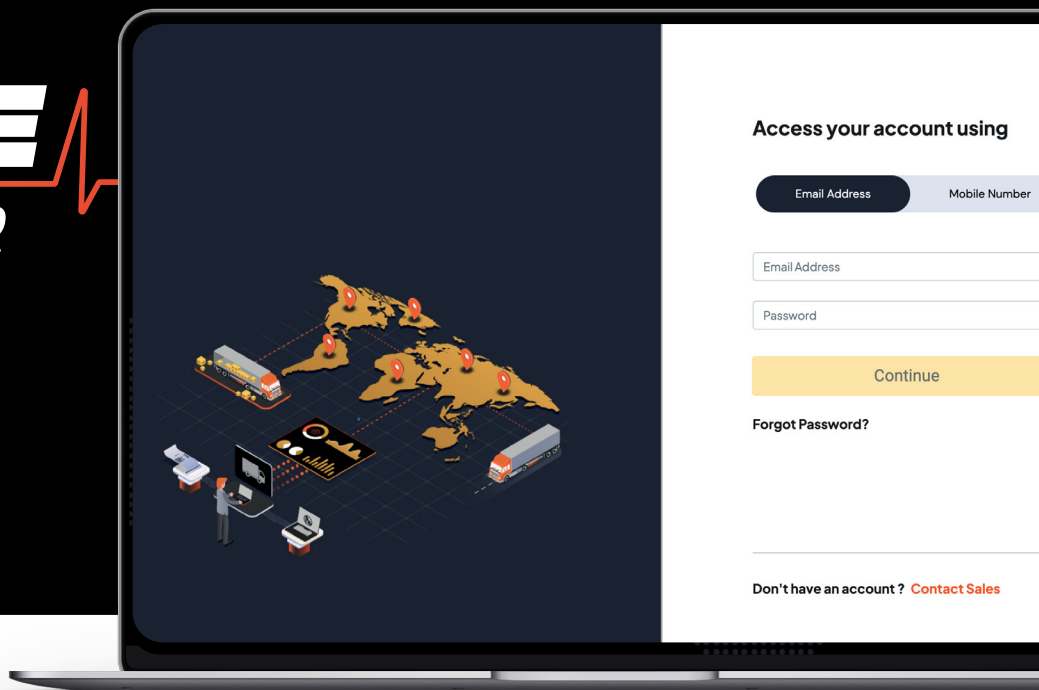 Access your account using
Email Address
Mobile Number
Email Address
Password
Continue
Forgot Password?
Don't have an account ? Contact Sales